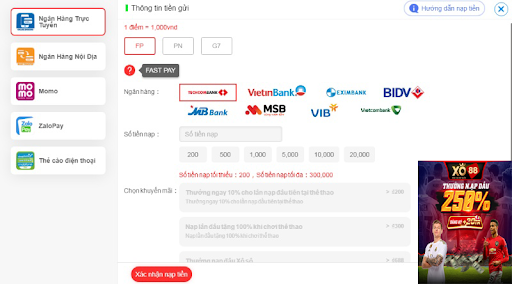 Ngân Hàng Trực Tuyến
Ngân Hàng Nội Địa
MOMO
Momo
Zalo Pay
ZaloPay
Thẻ cào điện thoại
Thông tin tiền gửi
Hướng dẫn nạp tiền
1 điểm = 1,000vnđ
FP
PN
G7
?
FAST PAY
Ngân hàng :
TECHCOMBANK
VietinBank
EXIMBANK
BIDV
MB Bank
MSB
VIB
Vietcombank
Số tiền nạp :
Số tiền nạp
200
500
1,000
5,000
10,000
20,000
Số tiền nạp tối thiểu : 200 , Số tiền nạp tối đa : 300,000
Chọn khuyến mãi :
Thưởng ngay 10% cho lần nạp đầu tiên tại thể thao
Thưởng ngay 10% cho lần nạp đầu tiên tại thể thao
Nạp lần đầu tặng 100% khi chơi thể thao
Nạp lần đầu tặng 100% khi chơi thể thao
Thưởng nạp đầu Xổ số
Xác nhận nạp tiền
XO 88
THƯỞNG NẠP ĐẦU
250%